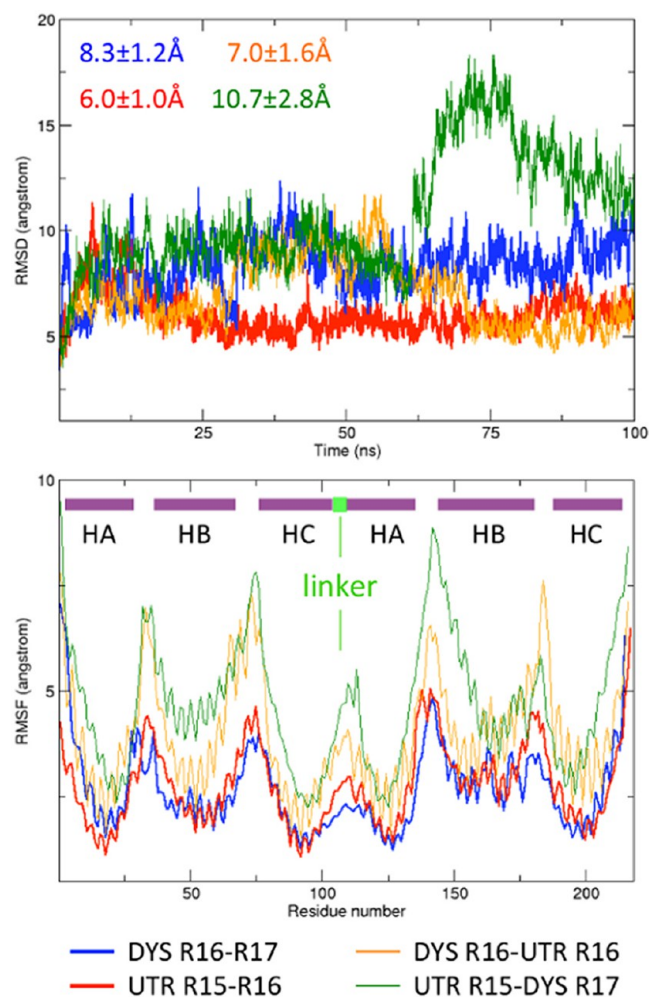 20
8.3±1.2Å 7.0±1.6Å
6.0±1.0Å 10.7±2.8Å
15
RMSD (angstrom)
10
5
25 50 75 100
Time (ns)
10
HA HB HC HA HB HC
linker
RMSF (angstrom)
5
50 100 150 200
Residue number
DYS R16-R17 DYS R16-UTR R16
UTR R15-R16 UTR R15-DYS R17